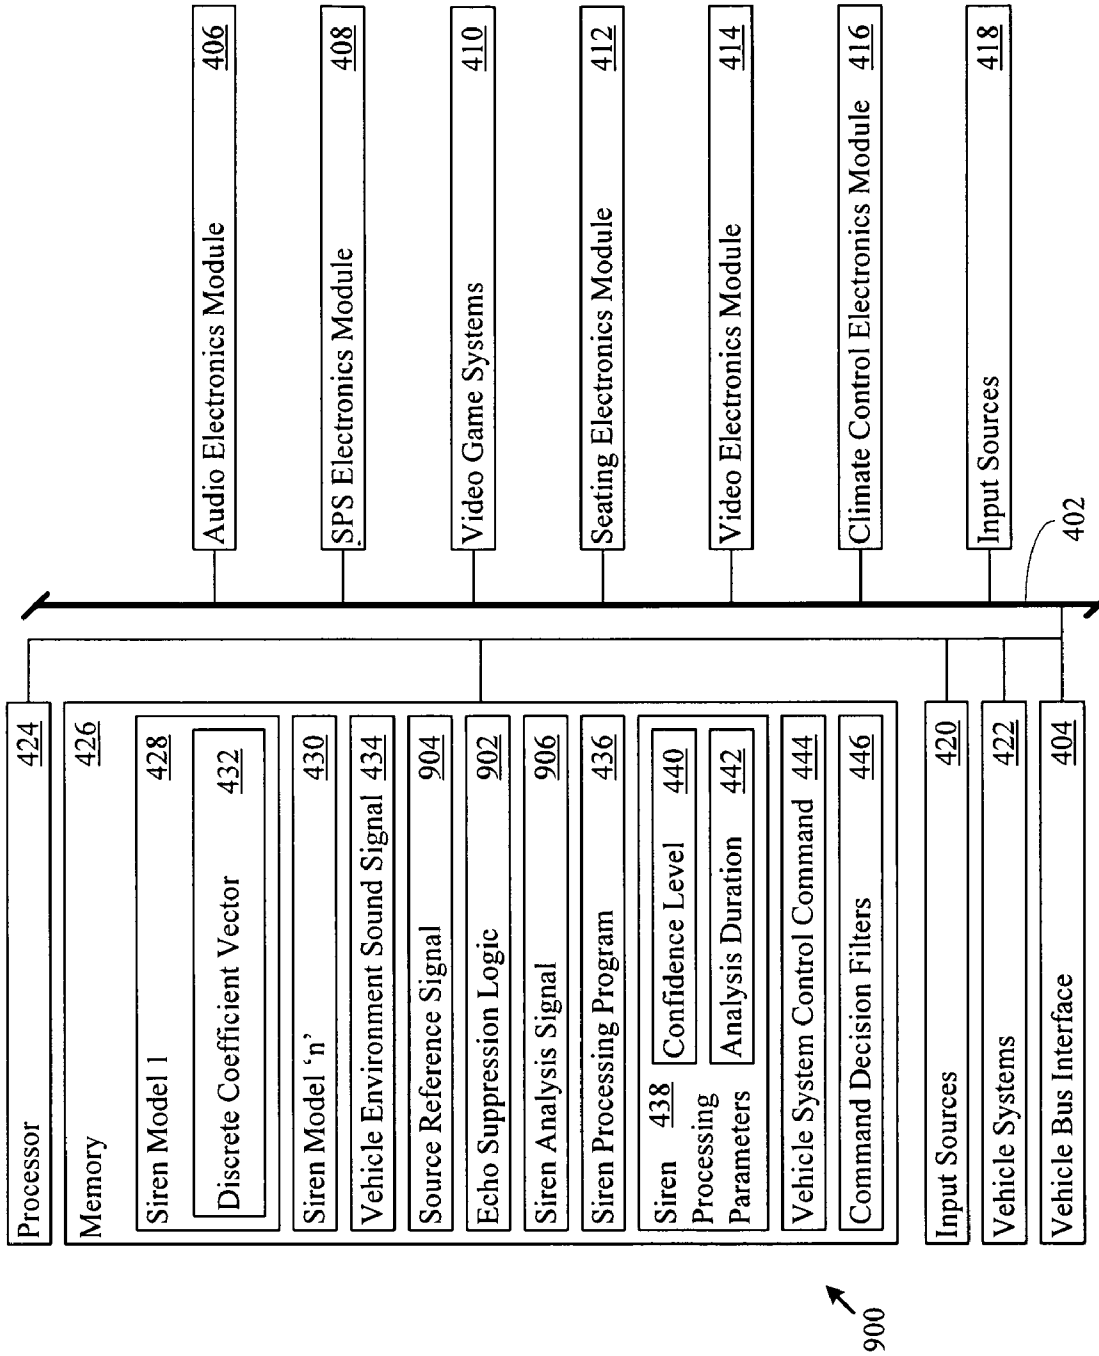 Processor 424
Memory 426
Siren Model 1 428
Discrete Coefficient Vector 432
Siren Model ‘n’ 430
Vehicle Environment Sound Signal 434
Source Reference Signal 904
Echo Suppression Logic 902
Siren Analysis Signal 906
Siren Processing Program 436
Siren 438
Processing
Parameters
Confidence Level 440
Analysis Duration 442
Vehicle System Control Command 444
Command Decision Filters 446
Input Sources 420
Vehicle Systems 422
Vehicle Bus Interface 404
900
Audio Electronics Module 406
SPS Electronics Module 408
Video Game Systems 410
Seating Electronics Module 412
Video Electronics Module 414
Climate Control Electronics Module 416
Input Sources 418
402